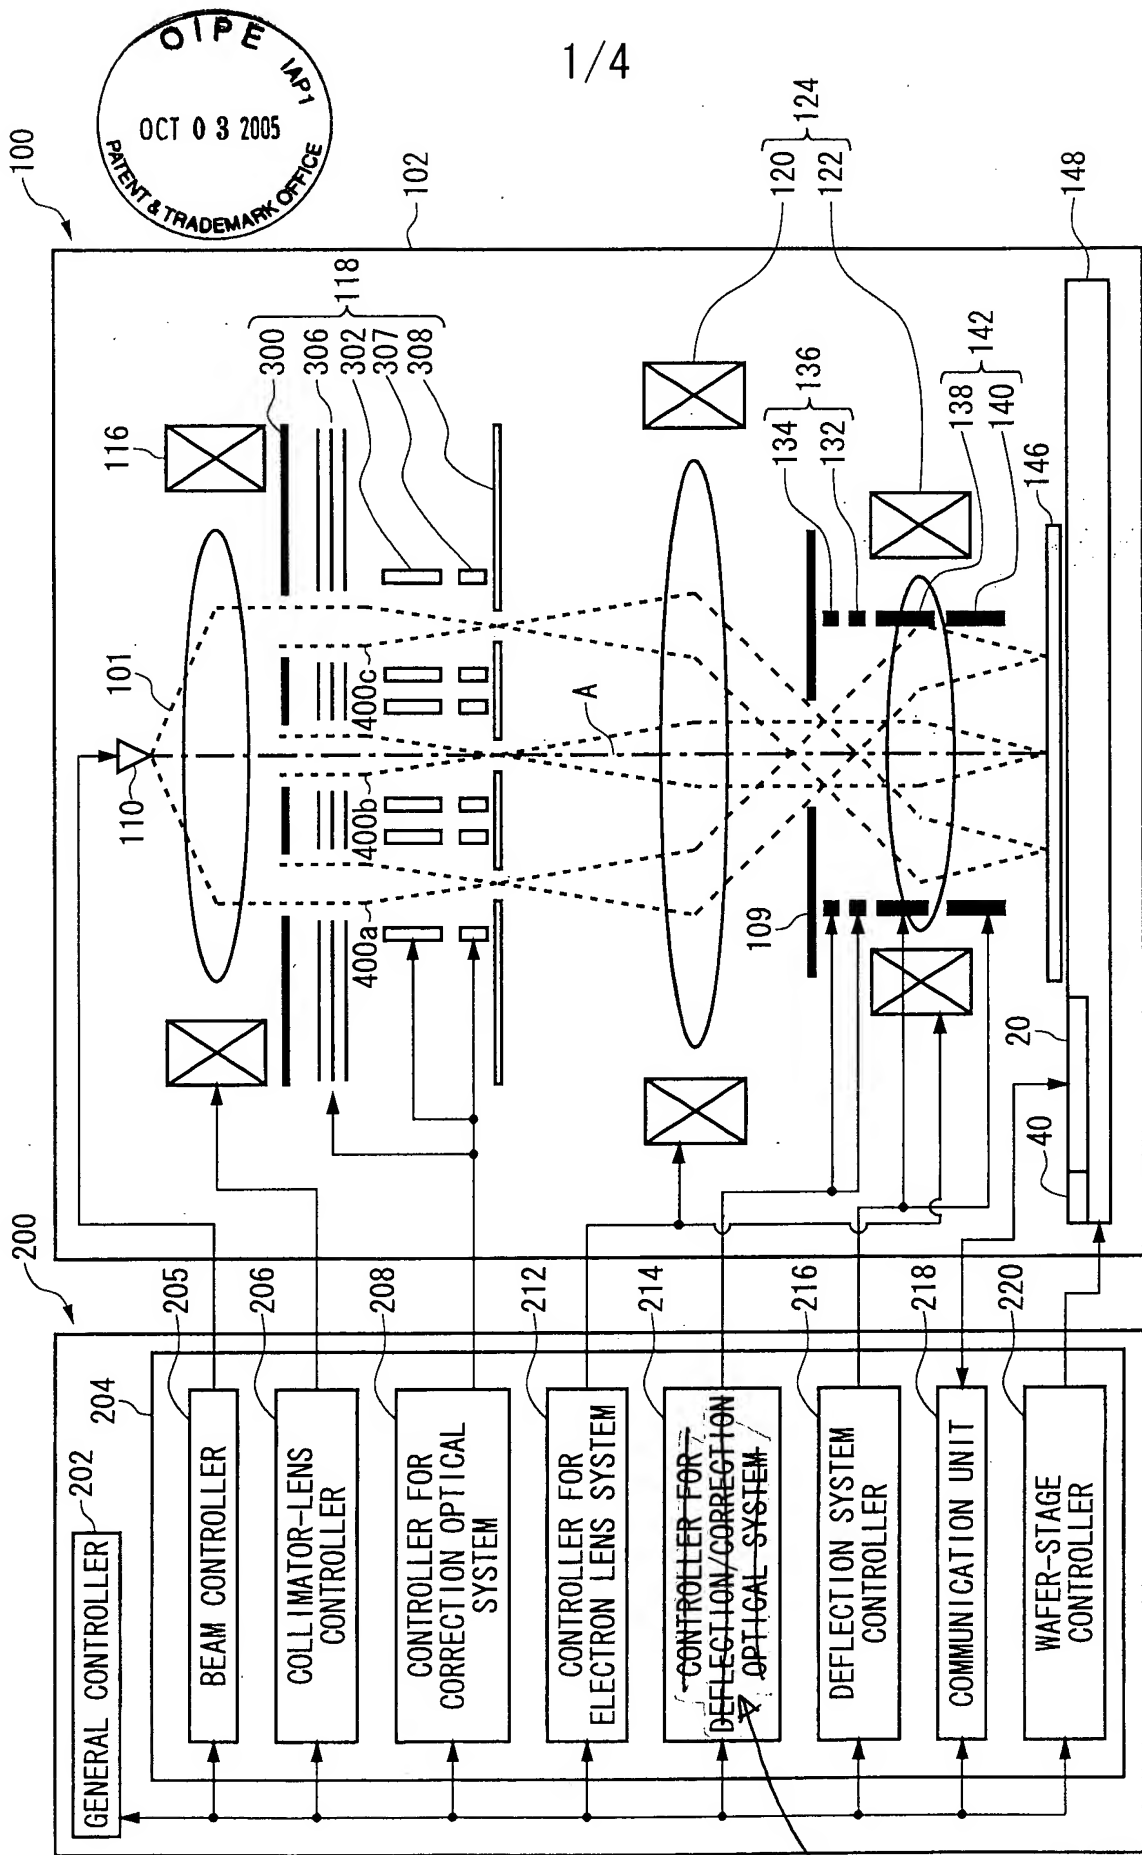 OIPE
IAP1
OCT 0 3 2005
PATENT & TRADEMARK OFFICE
1/4
100
102
116
300
306
302
307
308
118
120
122
124
134
132
136
138
140
142
146
148
101
110
400a
400b
400c
A
109
20
40
200
202
GENERAL CONTROLLER
204
205
BEAM CONTROLLER
206
COLLIMATOR-LENS
CONTROLLER
208
CONTROLLER FOR
CORRECTION OPTICAL
SYSTEM
212
CONTROLLER FOR
ELECTRON LENS SYSTEM
214
CONTROLLER FOR
DEFLECTION/CORRECTION
OPTICAL SYSTEM
216
DEFLECTION SYSTEM
CONTROLLER
218
COMMUNICATION UNIT
220
WAFER-STAGE
CONTROLLER